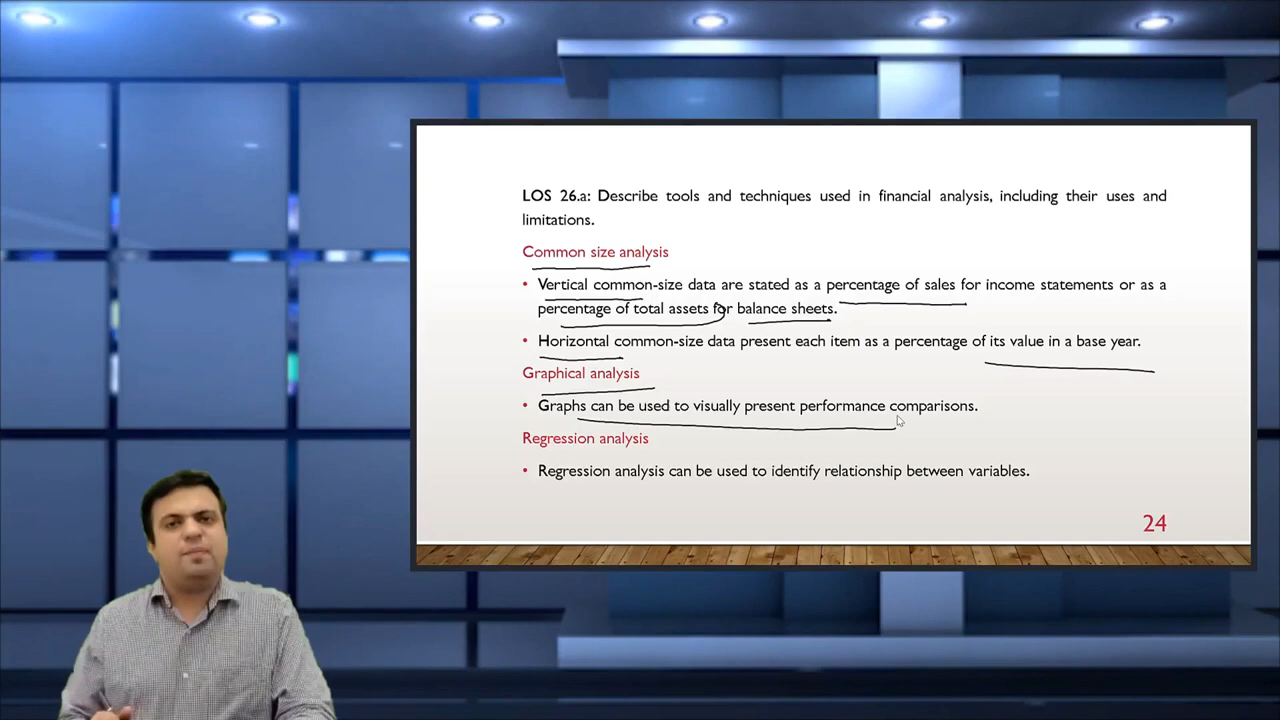 LOS 26.a: Describe tools and techniques used in financial analysis, including their uses and
limitations.
Common size analysis
• Vertical common-size data are stated as a percentage of sales for income statements or as a
percentage of total assets for balance sheets.
• Horizontal common-size data present each item as a percentage of its value in a base year.
Graphical analysis
• Graphs can be used to visually present performance comparisons.
Regression analysis
• Regression analysis can be used to identify relationship between variables.
24